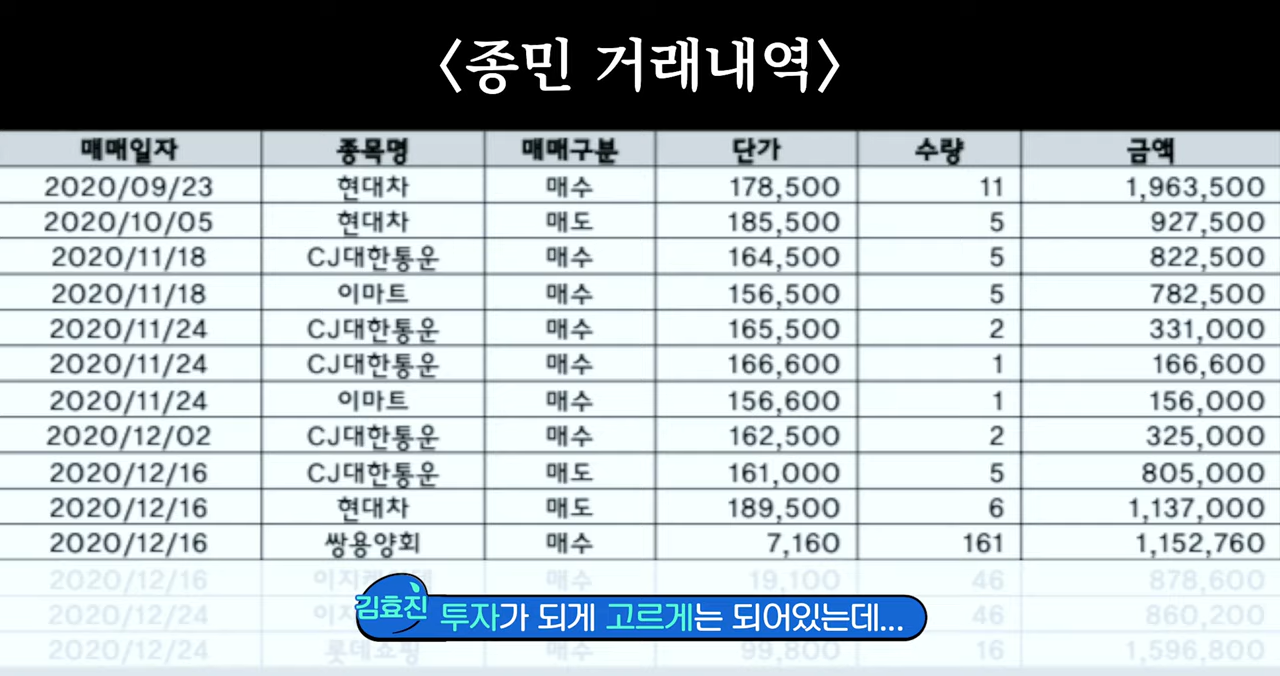 <종민 거래내역>
매매일자 종목명 매매구분 단가 수량 금액
2020/09/23 현대차 매수 178,500 11 1,963,500
2020/10/05 현대차 매도 185,500 5 927,500
2020/11/18 CJ대한통운 매수 164,500 5 822,500
2020/11/18 이마트 매수 156,500 5 782,500
2020/11/24 CJ대한통운 매수 165,500 2 331,000
2020/11/24 CJ대한통운 매수 166,600 1 166,600
2020/11/24 이마트 매수 156,600 1 156,000
2020/12/02 CJ대한통운 매수 162,500 2 325,000
2020/12/16 CJ대한통운 매도 161,000 5 805,000
2020/12/16 현대차 매도 189,500 6 1,137,000
2020/12/16 쌍용양회 매수 7,160 161 1,152,760
2020/12/16 매수 19,100 46 878,600
2020/12/24 46 860,200
2020/12/24 롯데쇼핑 매수 99,800 16 1,596,800
김효진 투자가 되게 고르게는 되어있는데...